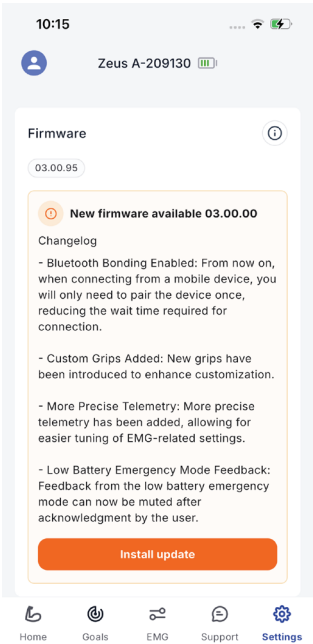 10:15
Zeus A-209130
Firmware
03.00.95
New firmware available 03.00.00
Changelog
- Bluetooth Bonding Enabled: From now on,
when connecting from a mobile device, you
will only need to pair the device once,
reducing the wait time required for
connection.
- Custom Grips Added: New grips have
been introduced to enhance customization.
- More Precise Telemetry: More precise
telemetry has been added, allowing for
easier tuning of EMG-related settings.
- Low Battery Emergency Mode Feedback:
Feedback from the low battery emergency
mode can now be muted after
acknowledgment by the user.
Install update
Home Goals EMG Support Settings